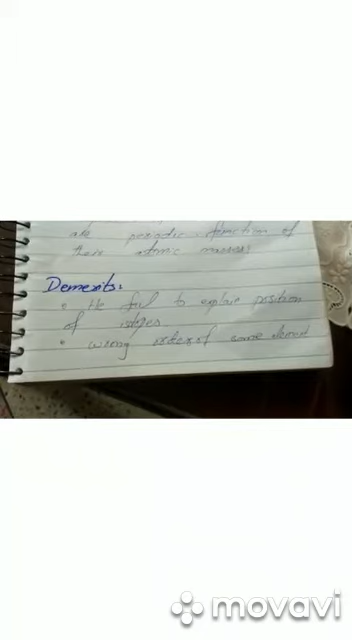 are periodic function of
their atomic masses
Demerits:
• He fail to explain position
of
• wrong order of some element
movavi